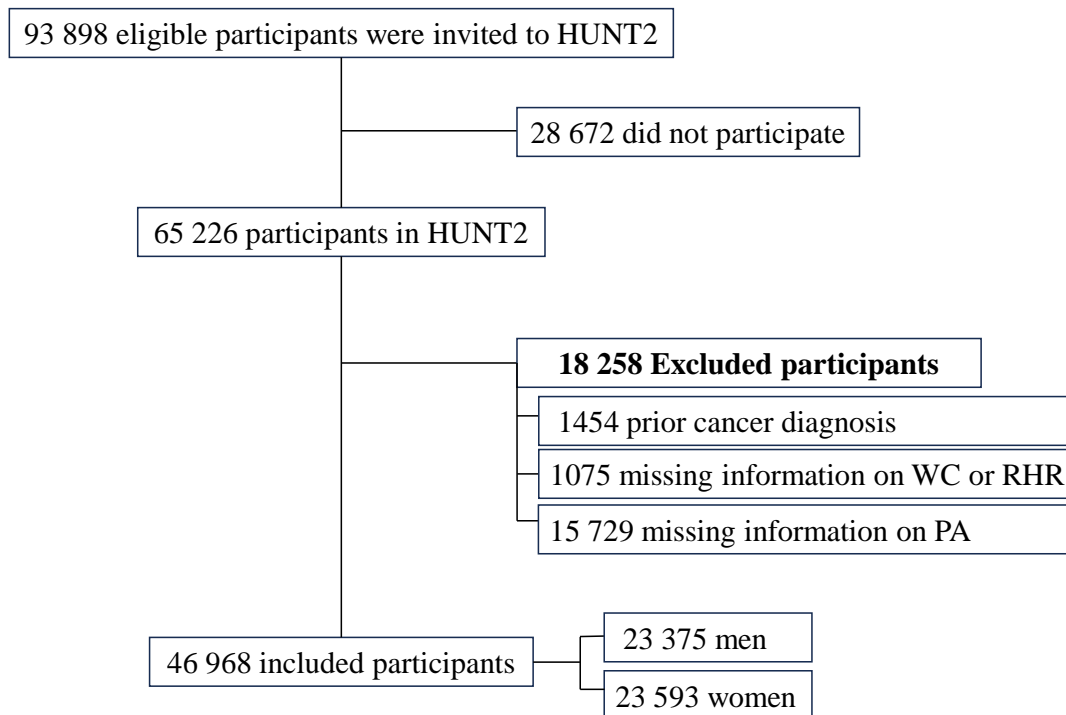 93 898 eligible participants were invited to HUNT2
28 672 did not participate
65 226 participants in HUNT2
18 258 Excluded participants
1454 prior cancer diagnosis
1075 missing information on WC or RHR
15 729 missing information on PA
46 968 included participants
23 375 men
23 593 women